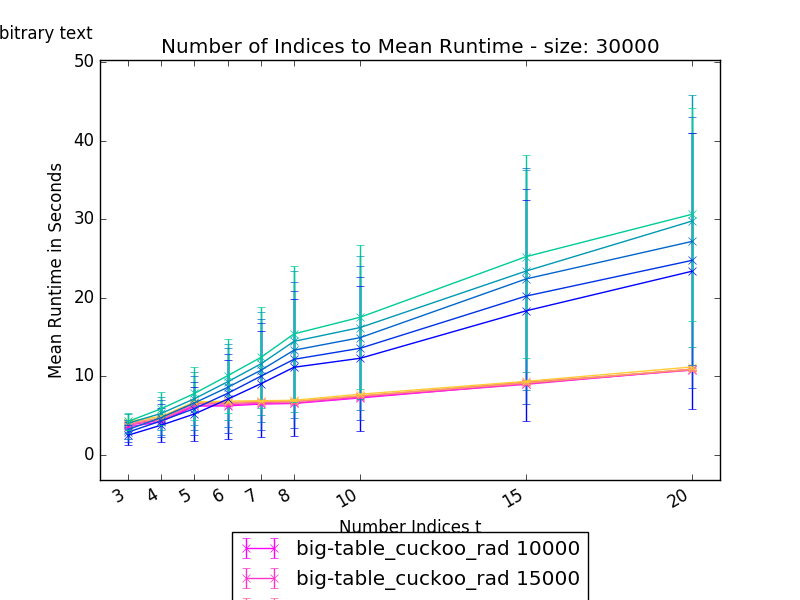 bitrary text
Number of Indices to Mean Runtime - size: 30000
50
40
30
20
10
0
Mean Runtime in Seconds
3 4 5 6 7 8 10 15 20
Number Indices t
big-table_cuckoo_rad 10000
big-table_cuckoo_rad 15000